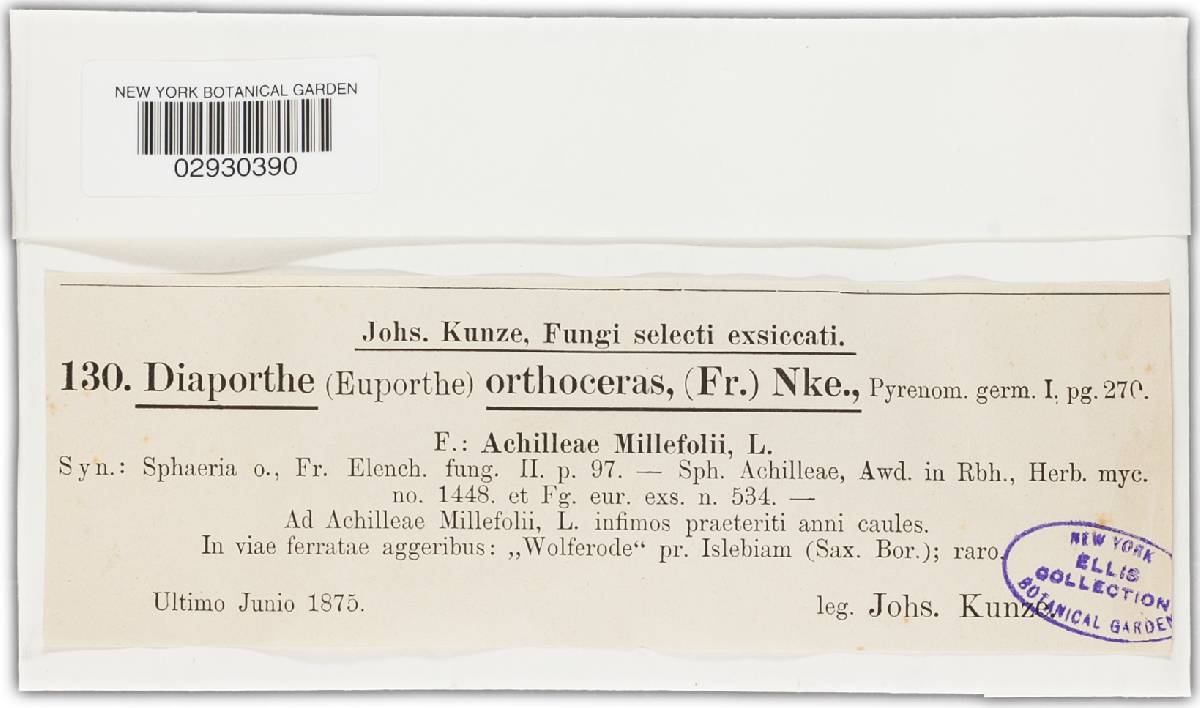 NEW YORK BOTANICAL GARDEN
02930390
Johs. Kunze, Fungi selecti exsiccati.
130. Diaporthe (Euporthe) orthoceras, (Fr.) Nke., Pyrenom. germ. I, pg. 270.
F.: Achilleae Millefolii, L.
Syn.: Sphaeria o., Fr. Elench. fung. II. p. 97. — Sph. Achilleae, Awd. in Rbh., Herb. myc.
no. 1448. et Fg. eur. exs. n. 534. —
Ad Achilleae Millefolii, L. infimos praeteriti anni caules.
In viae ferratae aggeribus: „Wolferode“ pr. Islebiam (Sax. Bor.); raro.
Ultimo Junio 1875.
leg. Johs. Kunze.
NEW YORK
ELLIS
COLLECTION
BOTANICAL GARDEN